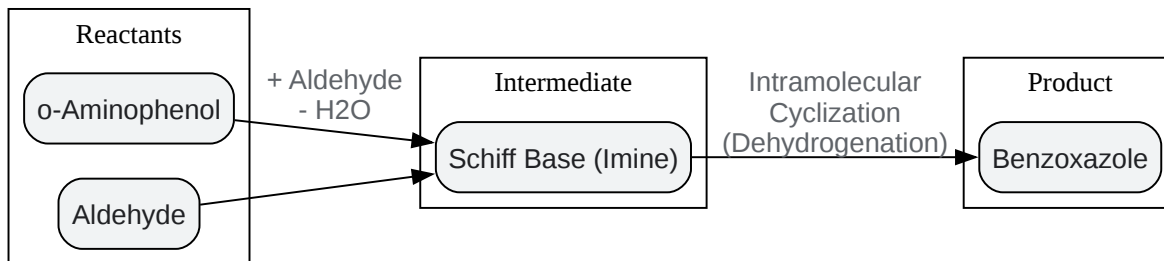 Reactants
o-Aminophenol
Aldehyde
+ Aldehyde
- H2O
Intermediate
Schiff Base (Imine)
Intramolecular
Cyclization
(Dehydrogenation)
Product
Benzoxazole